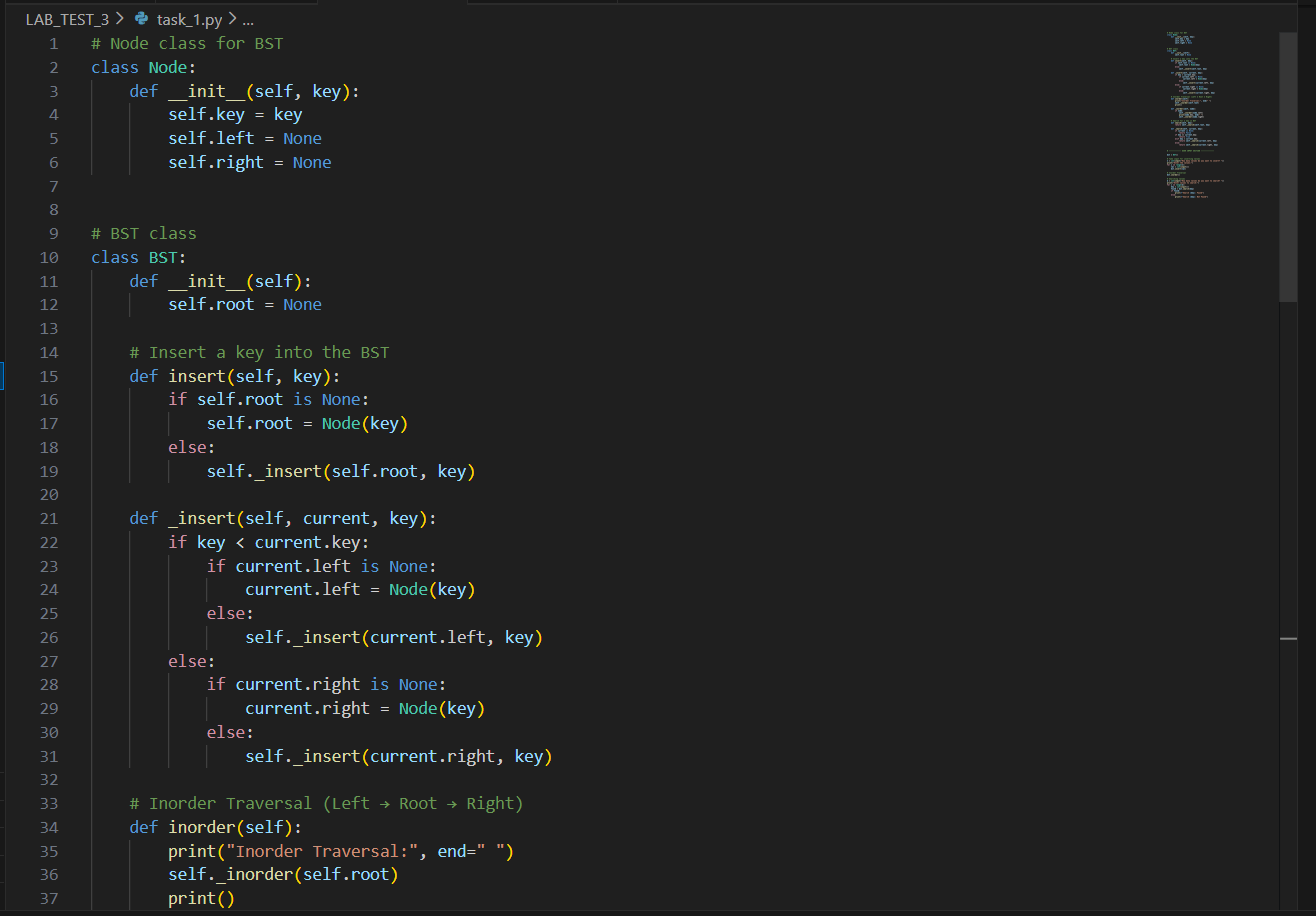 LAB_TEST_3 > task_1.py > ...
1 # Node class for BST
2 class Node:
3     def __init__(self, key):
4         self.key = key
5         self.left = None
6         self.right = None
7
8
9 # BST class
10 class BST:
11     def __init__(self):
12         self.root = None
13
14     # Insert a key into the BST
15     def insert(self, key):
16         if self.root is None:
17             self.root = Node(key)
18         else:
19             self._insert(self.root, key)
20
21     def _insert(self, current, key):
22         if key < current.key:
23             if current.left is None:
24                 current.left = Node(key)
25             else:
26                 self._insert(current.left, key)
27         else:
28             if current.right is None:
29                 current.right = Node(key)
30             else:
31                 self._insert(current.right, key)
32
33     # Inorder Traversal (Left → Root → Right)
34     def inorder(self):
35         print("Inorder Traversal:", end=" ")
36         self._inorder(self.root)
37         print()